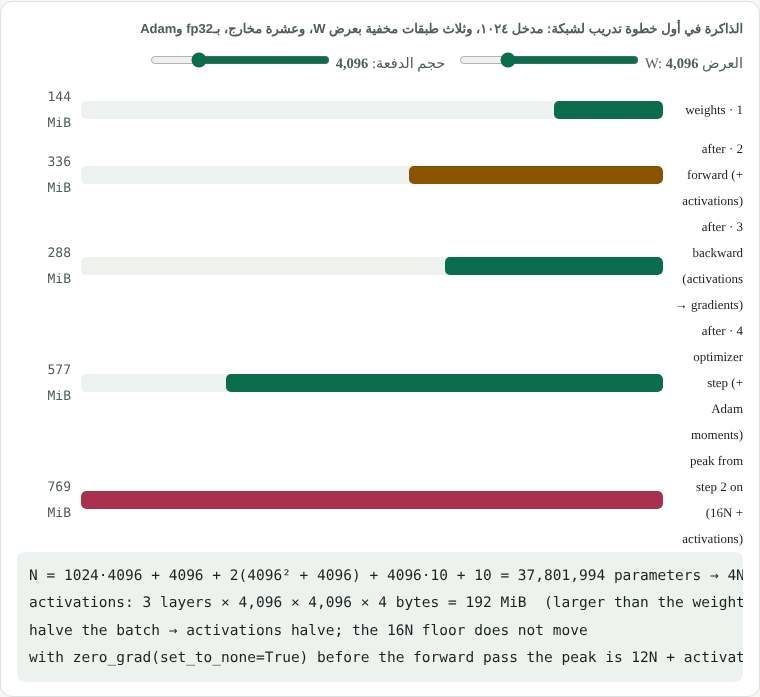 الذاكرة في أول خطوة تدريب لشبكة: مدخل ١٠٢٤، وثلاث طبقات مخفية بعرض W، وعشرة مخارج، بـfp32 وAdam
العرض W: 4,096
حجم الدفعة: 4,096
1 · weights
144 MiB
2 · after
forward (+
activations)
336 MiB
3 · after
backward
(activations
→ gradients)
288 MiB
4 · after
optimizer
step (+
Adam
moments)
577 MiB
peak from
step 2 on
(16N +
activations)
769 MiB
N = 1024·4096 + 4096 + 2(4096² + 4096) + 4096·10 + 10 = 37,801,994 parameters → 4N
activations: 3 layers × 4,096 × 4,096 × 4 bytes = 192 MiB (larger than the weight
halve the batch → activations halve; the 16N floor does not move
with zero_grad(set_to_none=True) before the forward pass the peak is 12N + activat